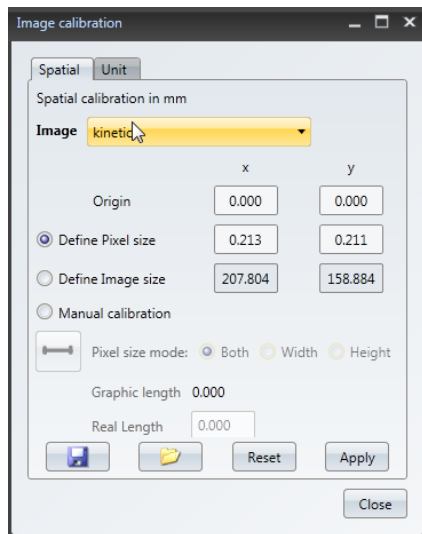 Image calibration
Spatial Unit
Spatial calibration in mm
Image kinetic
x y
Origin 0.000 0.000
Define Pixel size 0.213 0.211
Define Image size 207.804 158.884
Manual calibration
Pixel size mode: Both Width Height
Graphic length 0.000
Real Length 0.000
Reset Apply
Close